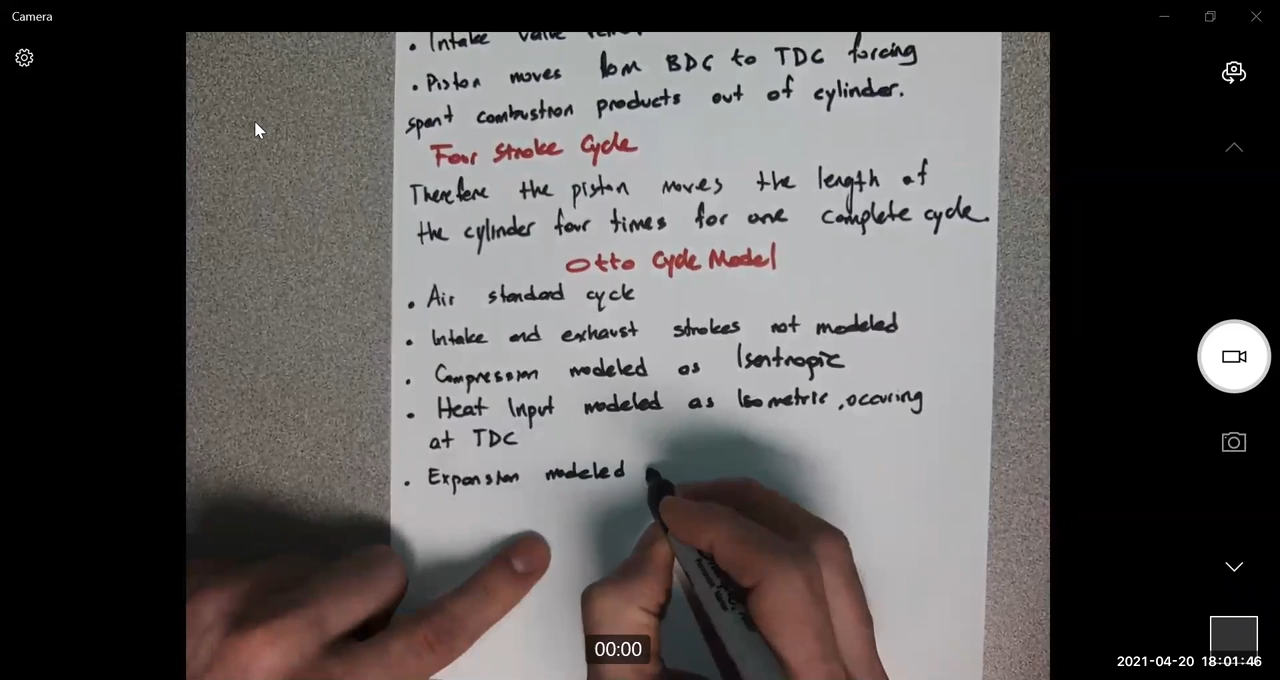 Camera
• Intake valve
• Piston moves from BDC to TDC forcing
spent combustion products out of cylinder.
Four Stroke Cycle
Therefore the piston moves the length of
the cylinder four times for one complete cycle.
Otto Cycle Model
• Air standard cycle
• Intake and exhaust strokes not modeled
• Compression modeled as Isentropic
• Heat Input modeled as Isometric, occuring
at TDC
• Expansion modeled
00:00
2021-04-20 18:01:46